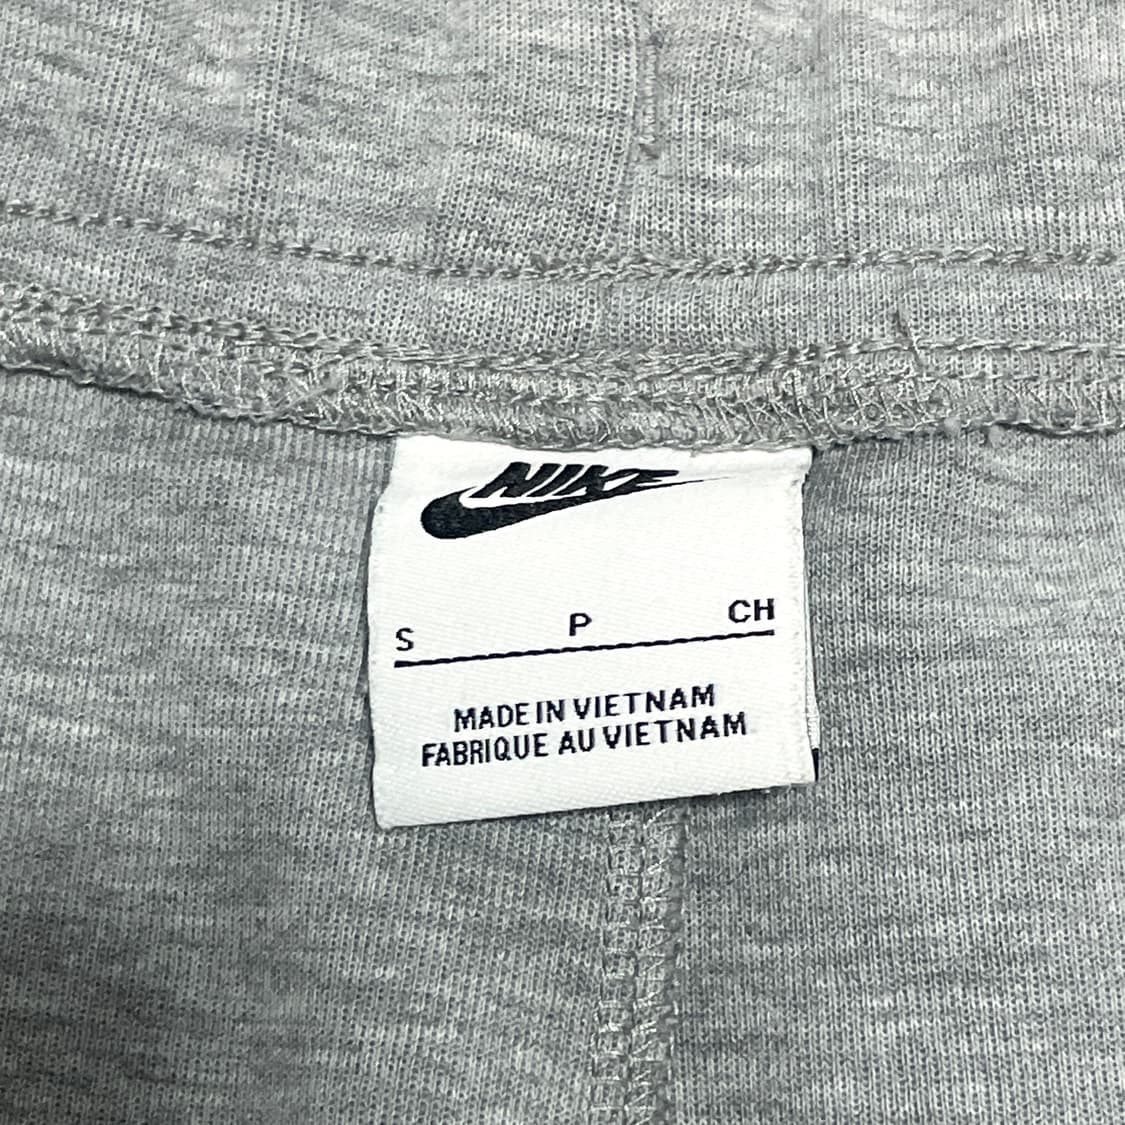 NIKE
S P CH
MADE IN VIETNAM
FABRIQUE AU VIETNAM